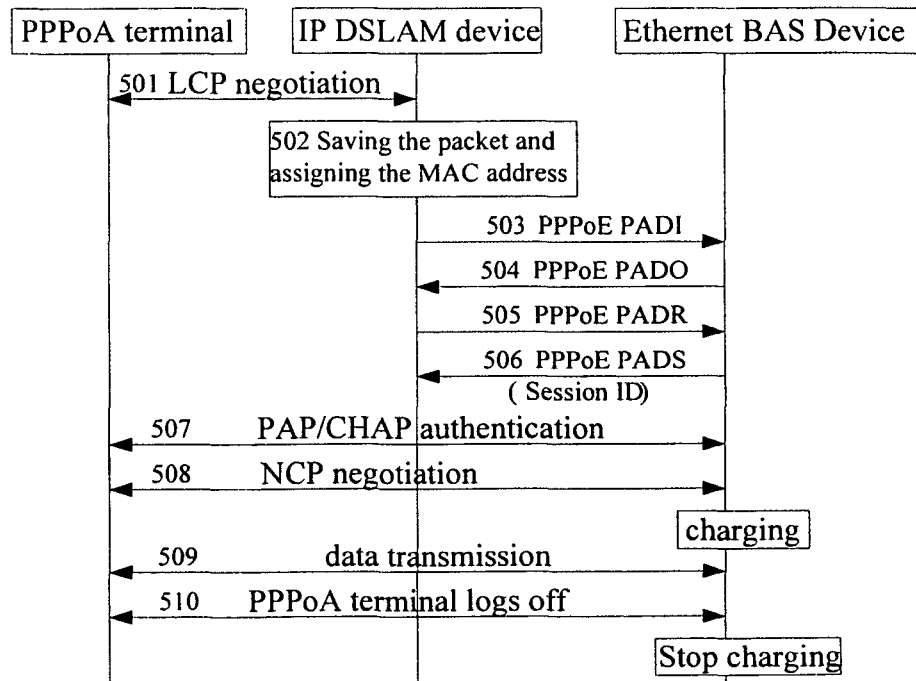 PPPoA terminal
IP DSLAM device
Ethernet BAS Device
501 LCP negotiation
502 Saving the packet and
assigning the MAC address
503 PPPoE PADI
504 PPPoE PADO
505 PPPoE PADR
506 PPPoE PADS
( Session ID)
507 PAP/CHAP authentication
508 NCP negotiation
charging
509 data transmission
510 PPPoA terminal logs off
Stop charging